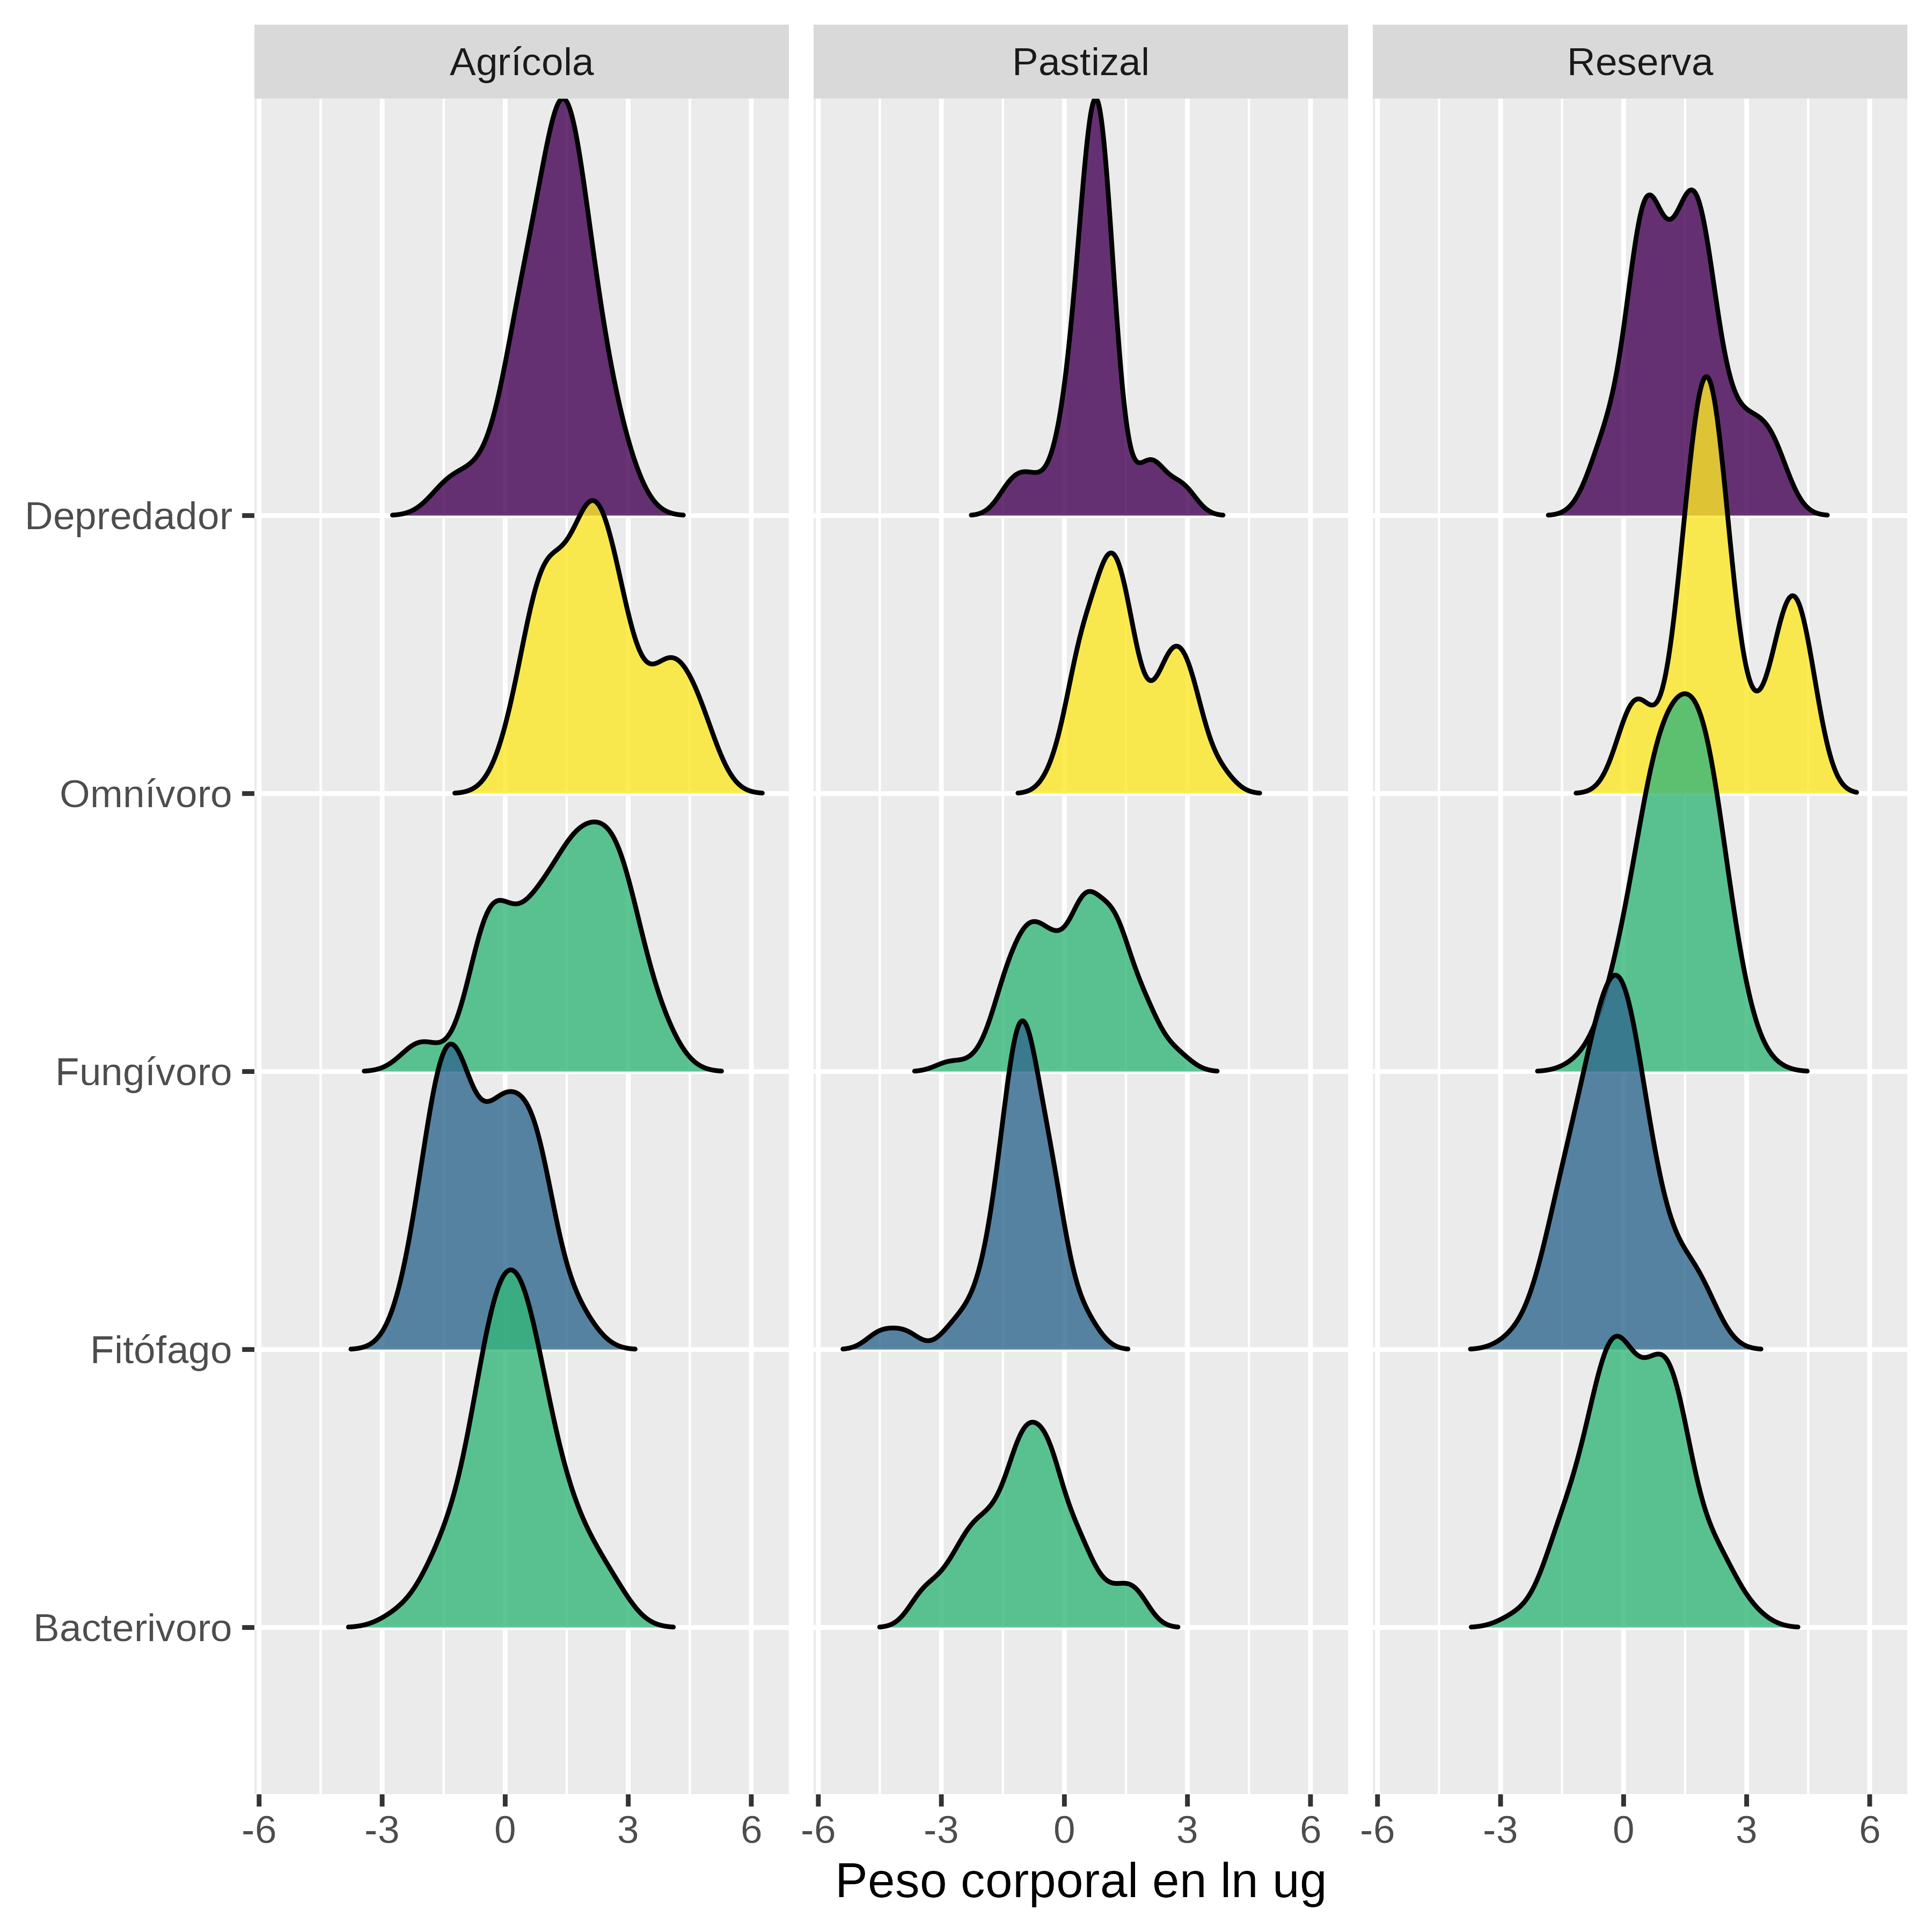 Agrícola Pastizal Reserva
Depredador
Omnívoro
Fungívoro
Fitófago
Bacterivoro
-6 -3 0 3 6 -6 -3 0 3 6 -6 -3 0 3 6
Peso corporal en ln ug